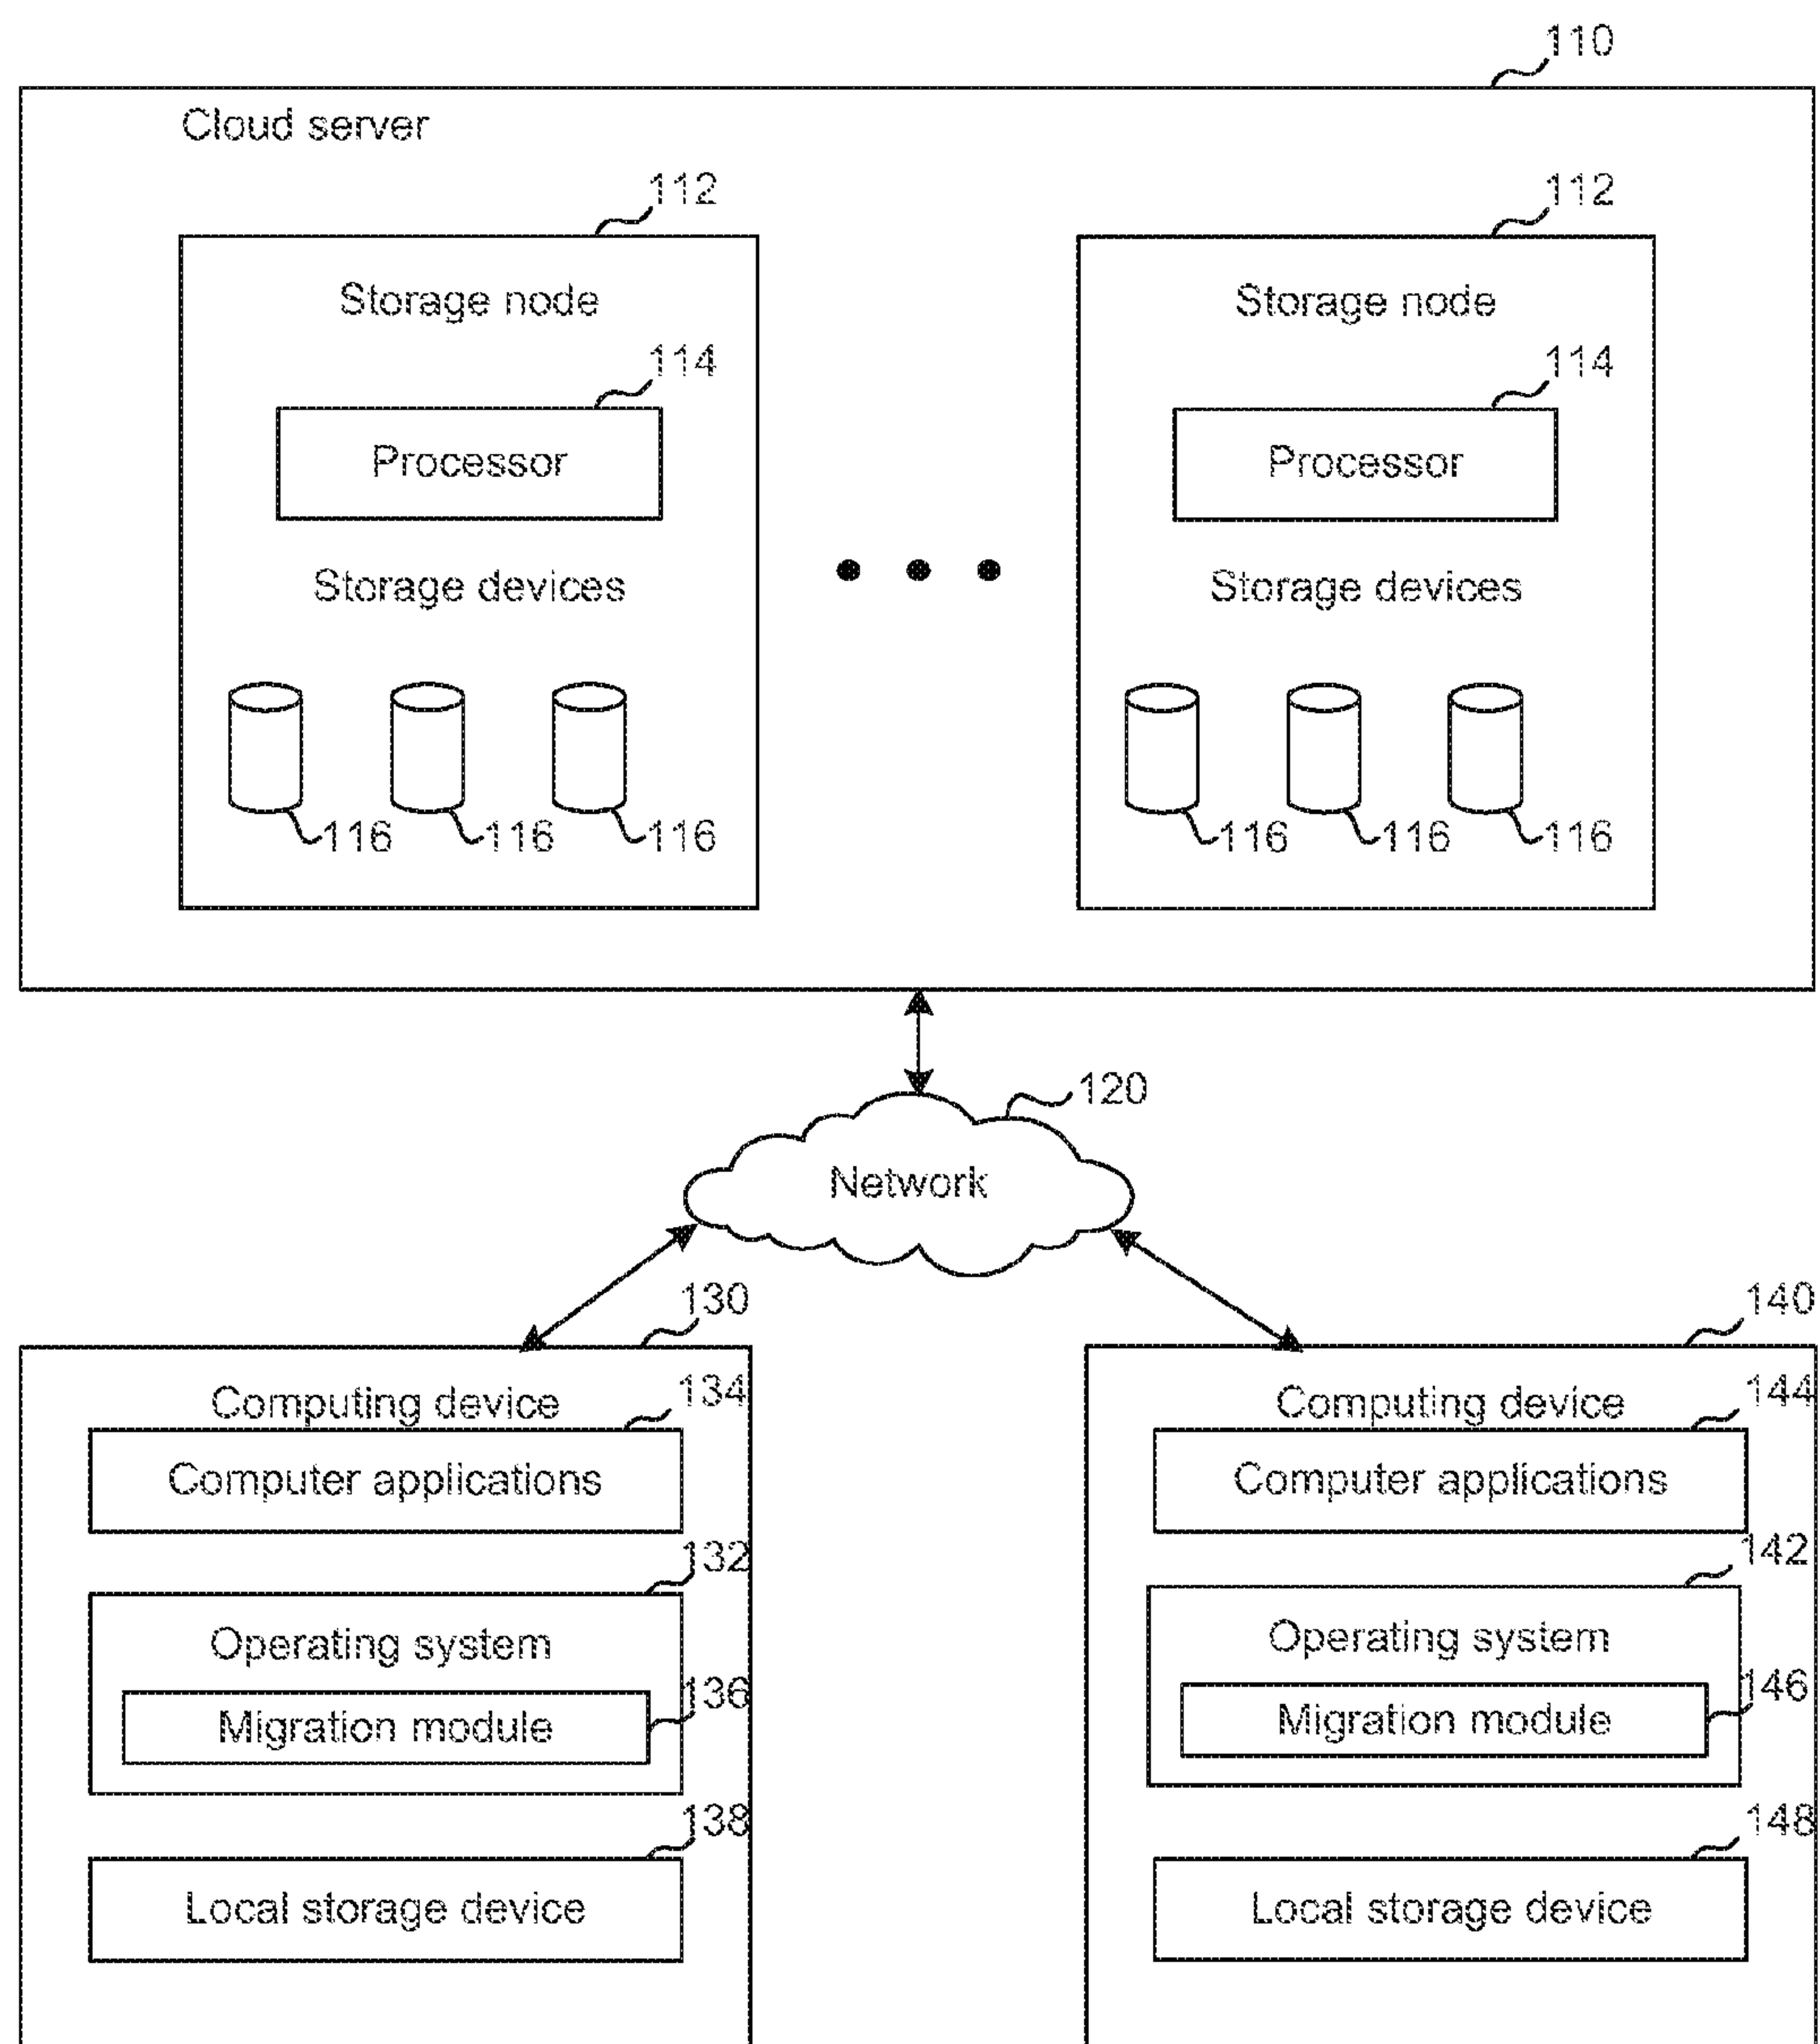 110
Cloud server
112 112
Storage node Storage node
114 114
Processor Processor
Storage devices Storage devices
116 116 116 116 116 116
120
Network
130 140
Computing device 134 Computing device 144
Computer applications Computer applications
132 142
Operating system Operating system
136 146
Migration module Migration module
138 148
Local storage device Local storage device